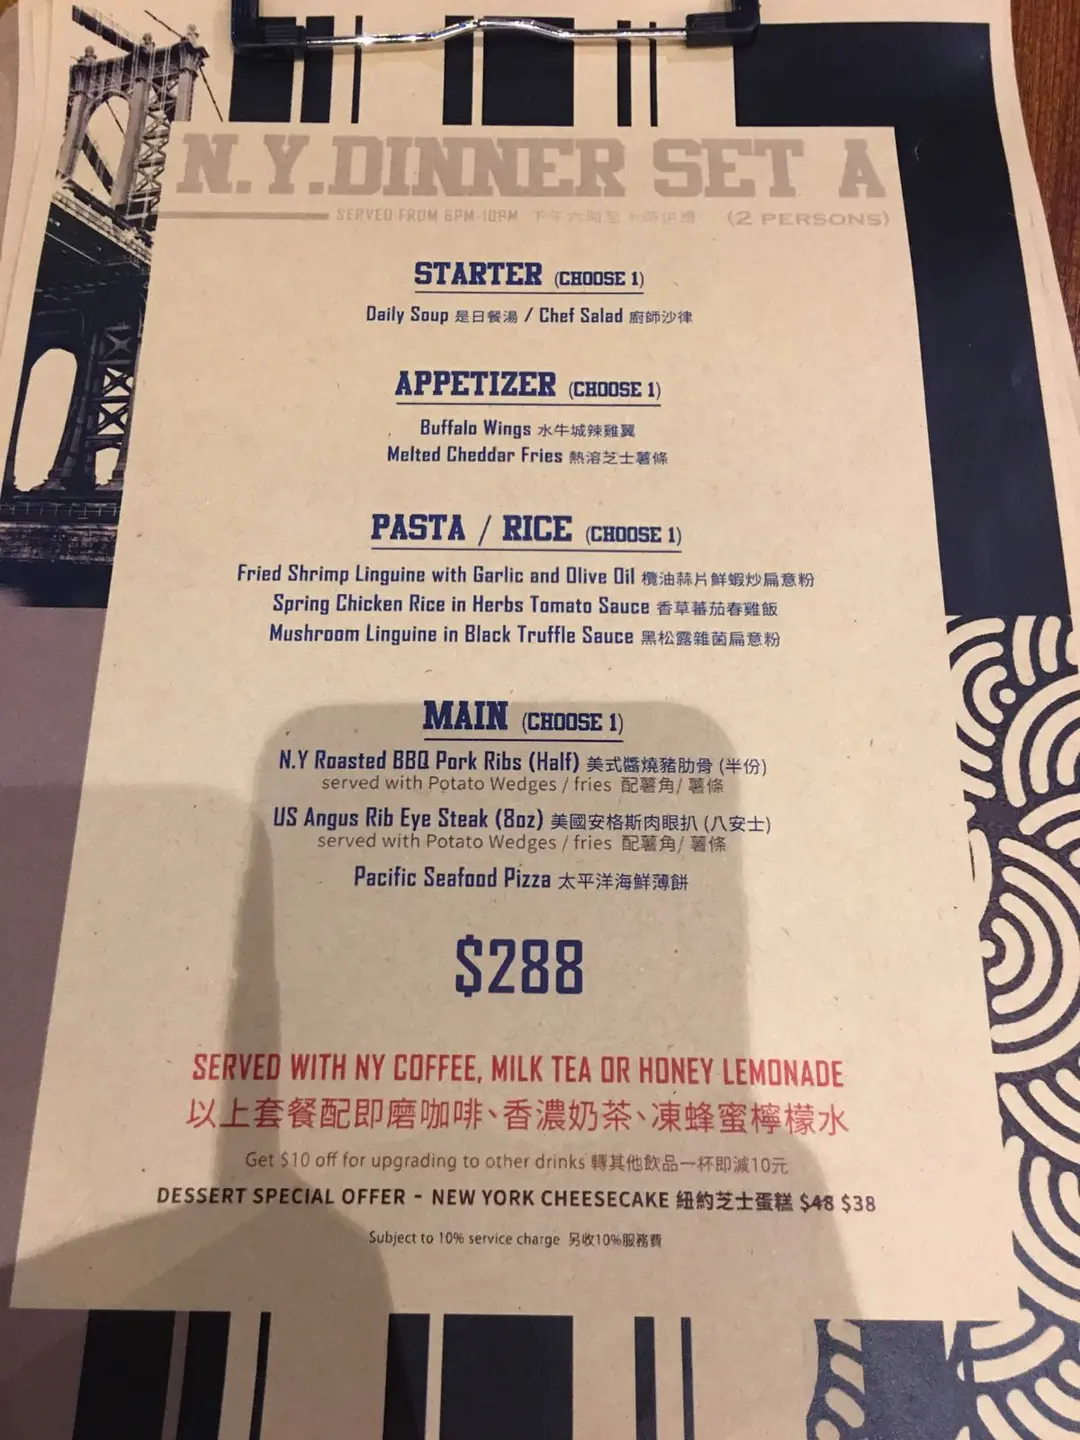 N.Y.DINNER SET A
SERVED FROM 6PM-10PM 下午六時至十時供應 (2 PERSONS)
STARTER (CHOOSE 1)
Daily Soup 是日餐湯 / Chef Salad 廚師沙律
APPETIZER (CHOOSE 1)
Buffalo Wings 水牛城辣雞翼
Melted Cheddar Fries 熱溶芝士薯條
PASTA / RICE (CHOOSE 1)
Fried Shrimp Linguine with Garlic and Olive Oil 欖油蒜片鮮蝦炒扁意粉
Spring Chicken Rice in Herbs Tomato Sauce 香草蕃茄春雞飯
Mushroom Linguine in Black Truffle Sauce 黑松露雜菌扁意粉
MAIN (CHOOSE 1)
N.Y Roasted BBQ Pork Ribs (Half) 美式醬燒豬肋骨 (半份)
served with Potato Wedges / fries 配薯角/ 薯條
US Angus Rib Eye Steak (8oz) 美國安格斯肉眼扒 (八安士)
served with Potato Wedges / fries 配薯角/ 薯條
Pacific Seafood Pizza 太平洋海鮮薄餅
$288
SERVED WITH NY COFFEE, MILK TEA OR HONEY LEMONADE
以上套餐配即磨咖啡、香濃奶茶、凍蜂蜜檸檬水
Get $10 off for upgrading to other drinks 轉其他飲品一杯即減10元
DESSERT SPECIAL OFFER - NEW YORK CHEESECAKE 紐約芝士蛋糕 $48 $38
Subject to 10% service charge 另收10%服務費